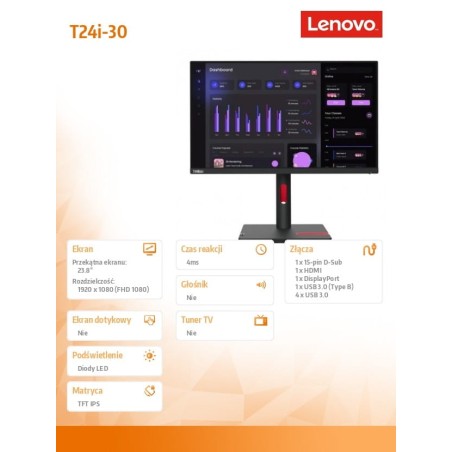 T24i-30
Lenovo
Dashboard
Ekran
Przekątna ekranu:
23.8"
Rozdzielczość:
1920 x 1080 (FHD 1080)
Ekran dotykowy
Nie
Podświetlenie
Diody LED
Matryca
TFT IPS
Czas reakcji
4ms
Głośnik
Nie
Tuner TV
Nie
Złącza
1 x 15-pin D-Sub
1 x HDMI
1 x DisplayPort
1 x USB 3.0 (Type B)
4 x USB 3.0